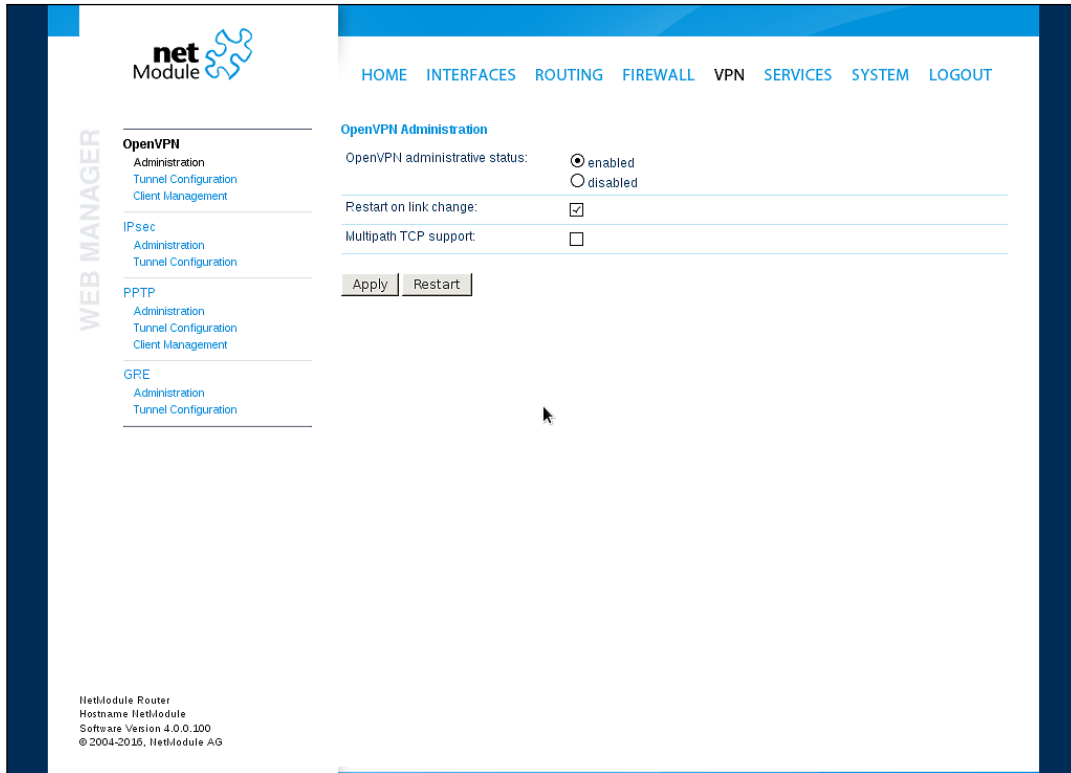 net
Module
HOME INTERFACES ROUTING FIREWALL VPN SERVICES SYSTEM LOGOUT
WEB MANAGER
OpenVPN
Administration
Tunnel Configuration
Client Management
IPsec
Administration
Tunnel Configuration
PPTP
Administration
Tunnel Configuration
Client Management
GRE
Administration
Tunnel Configuration
OpenVPN Administration
OpenVPN administrative status:
enabled
disabled
Restart on link change:
Multipath TCP support:
Apply Restart
NetModule Router
Hostname NetModule
Software Version 4.0.0.100
© 2004-2016, NetModule AG